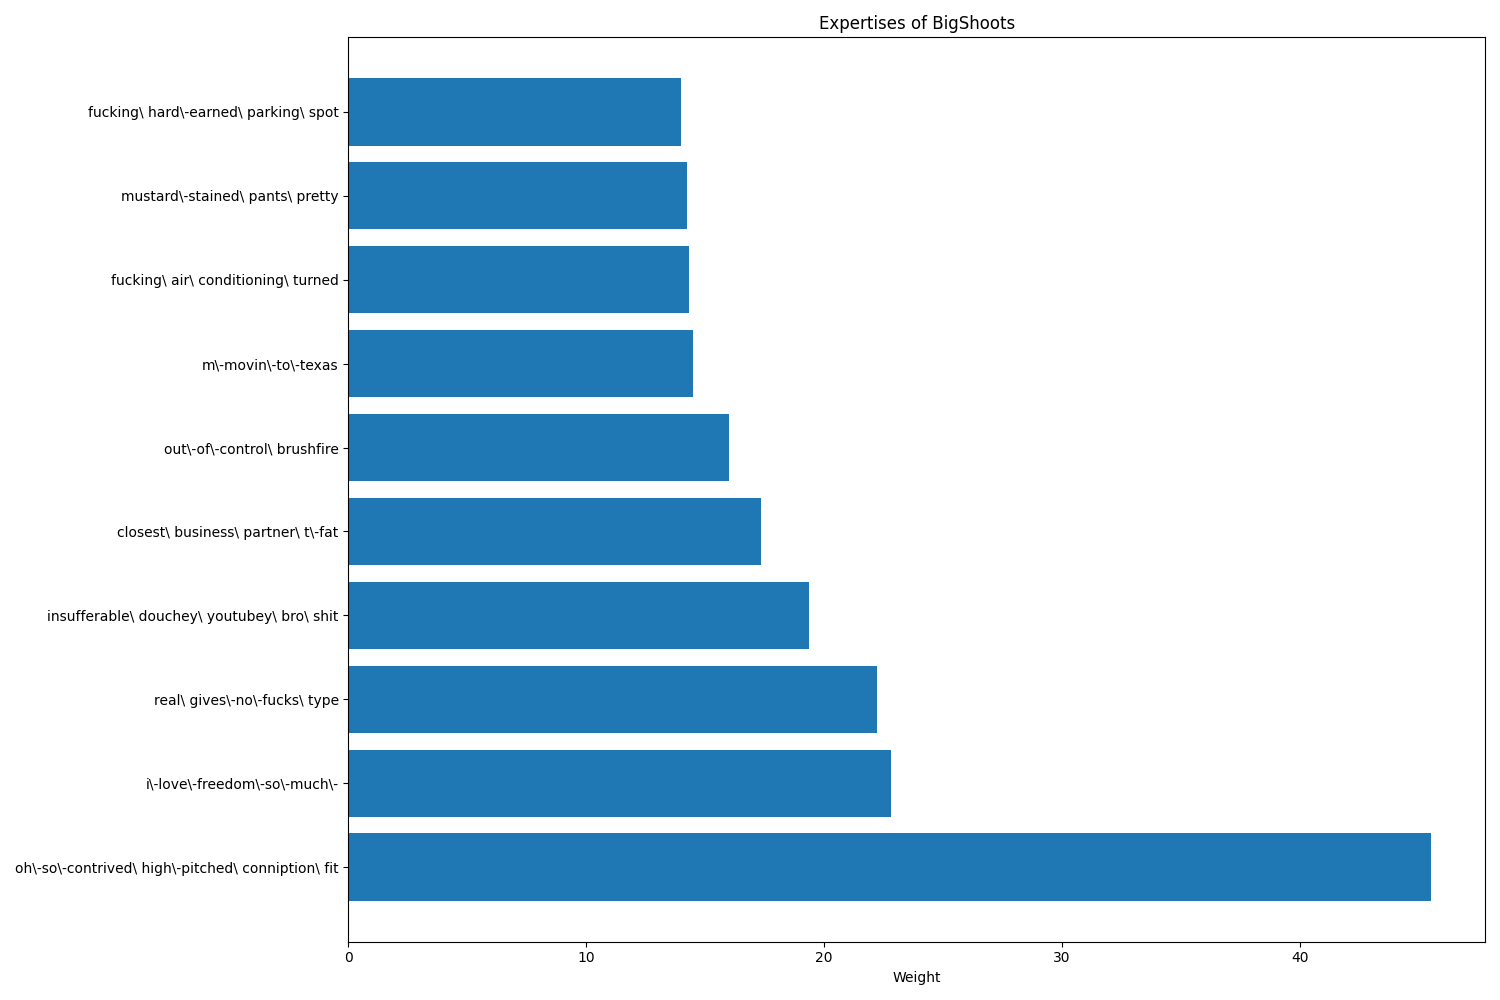 Expertises of BigShoots
fucking\ hard\-earned\ parking\ spot
mustard\-stained\ pants\ pretty
fucking\ air\ conditioning\ turned
m\-movin\-to\-texas
out\-of\-control\ brushfire
closest\ business\ partner\ t\-fat
insufferable\ douchey\ youtubey\ bro\ shit
real\ gives\-no\-fucks\ type
i\-love\-freedom\-so\-much\-
oh\-so\-contrived\ high\-pitched\ conniption\ fit
0 10 20 30 40
Weight